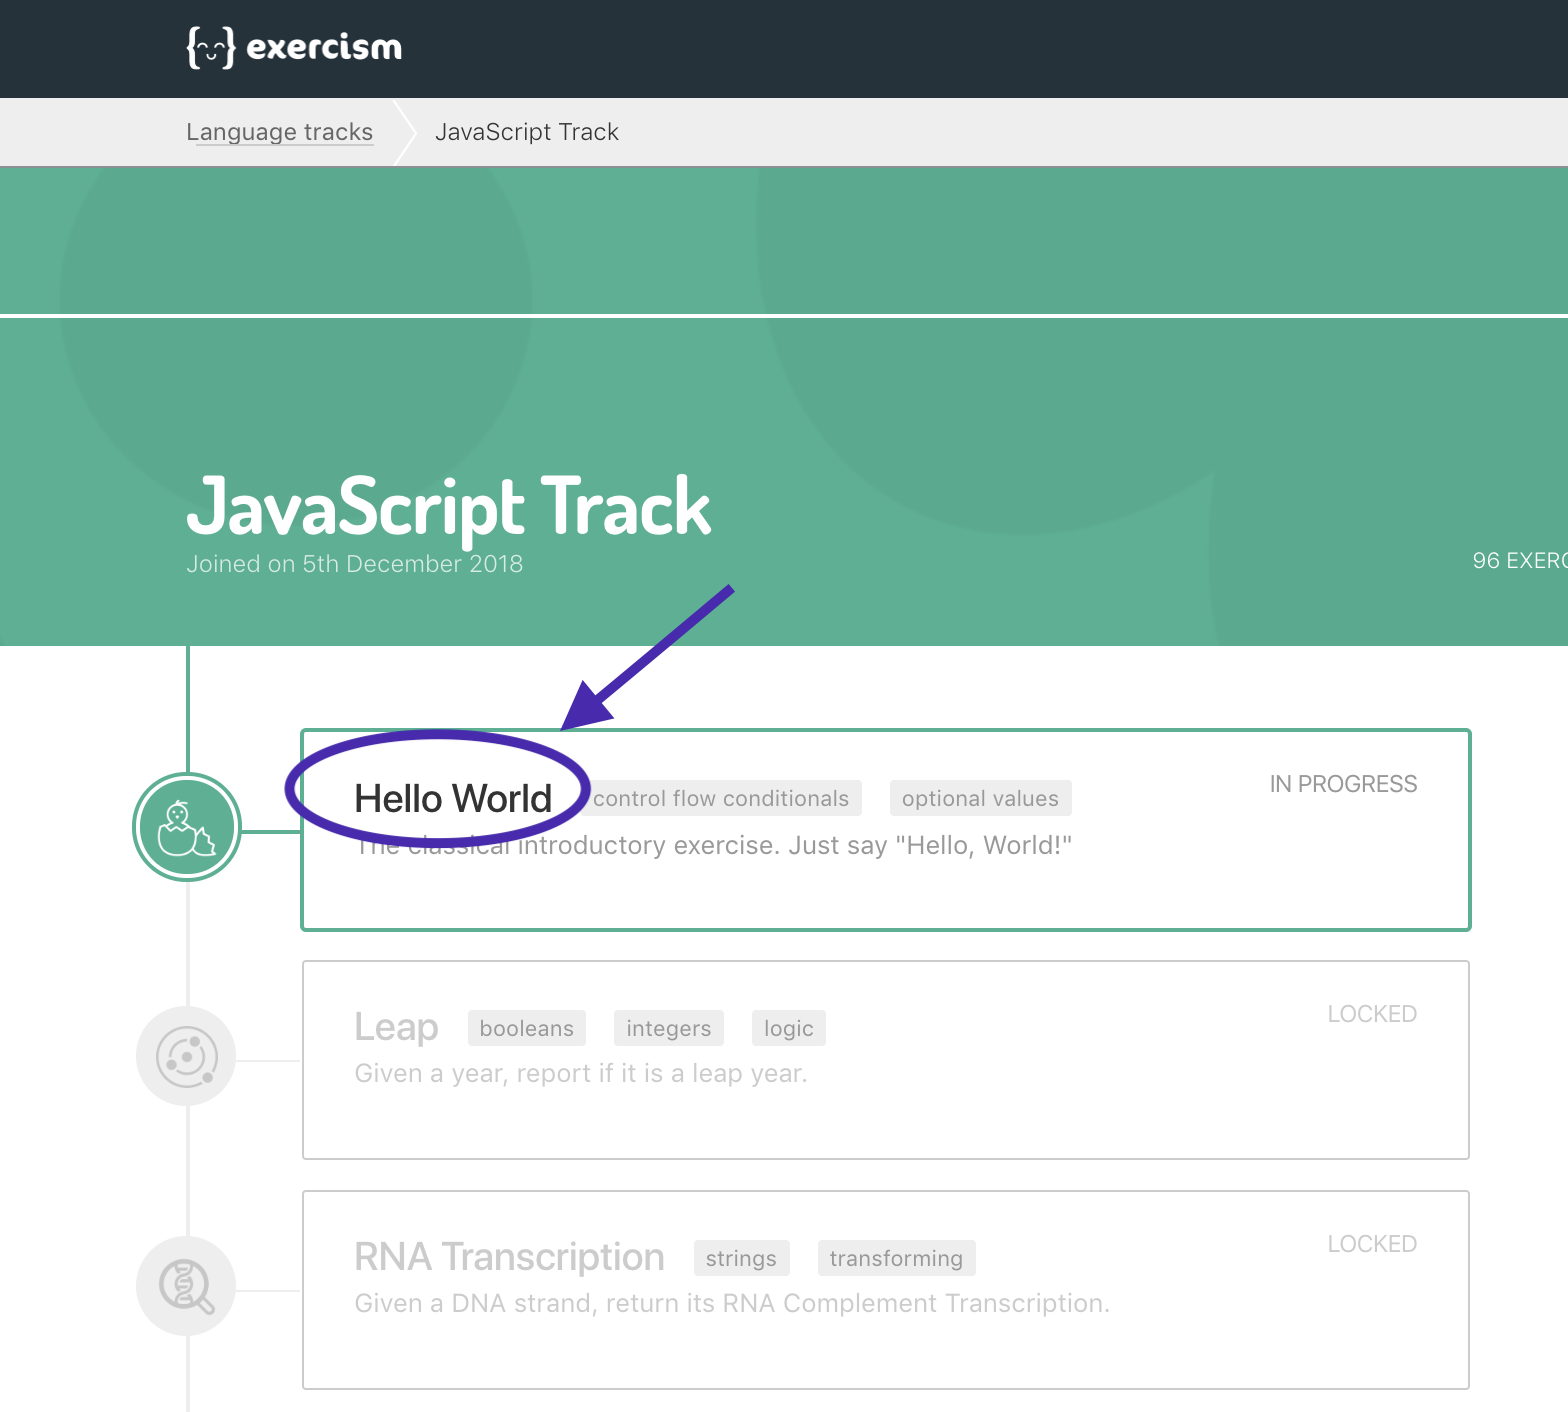 exercism
Language tracks JavaScript Track
JavaScript Track
Joined on 5th December 2018
96
Hello World control flow conditionals optional values IN PROGRESS
The classical introductory exercise. Just say "Hello, World!"
Leap booleans integers logic LOCKED
Given a year, report if it is a leap year.
RNA Transcription strings transforming LOCKED
Given a DNA strand, return its RNA Complement Transcription.